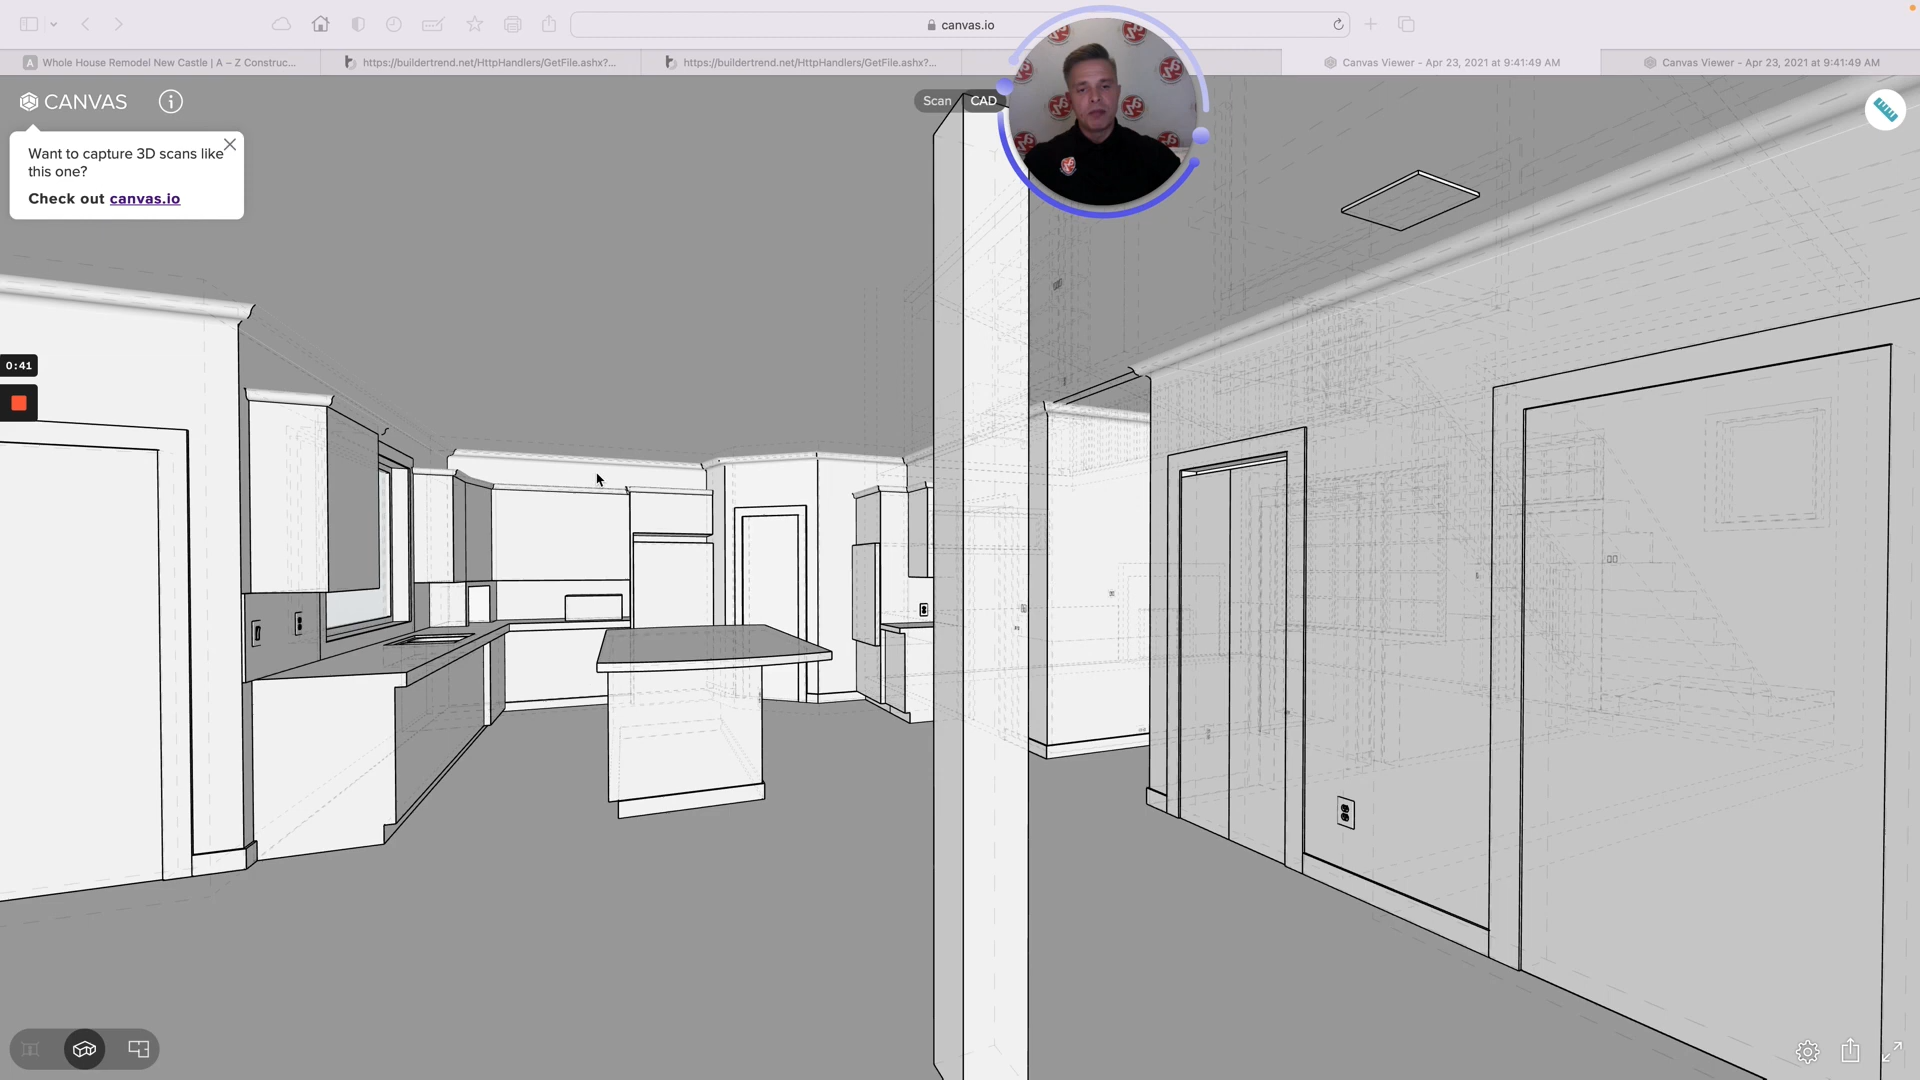 canvas.io
Whole House Remodel New Castle | A – Z Construc...
https://buildertrend.net/HttpHandlers/GetFile.ashx?...
https://buildertrend.net/HttpHandlers/GetFile.ashx?...
Canvas Viewer - Apr 23, 2021 at 9:41:49 AM
Canvas Viewer - Apr 23, 2021 at 9:41:49 AM
CANVAS
Scan CAD
Want to capture 3D scans like
this one?
Check out canvas.io
0:41